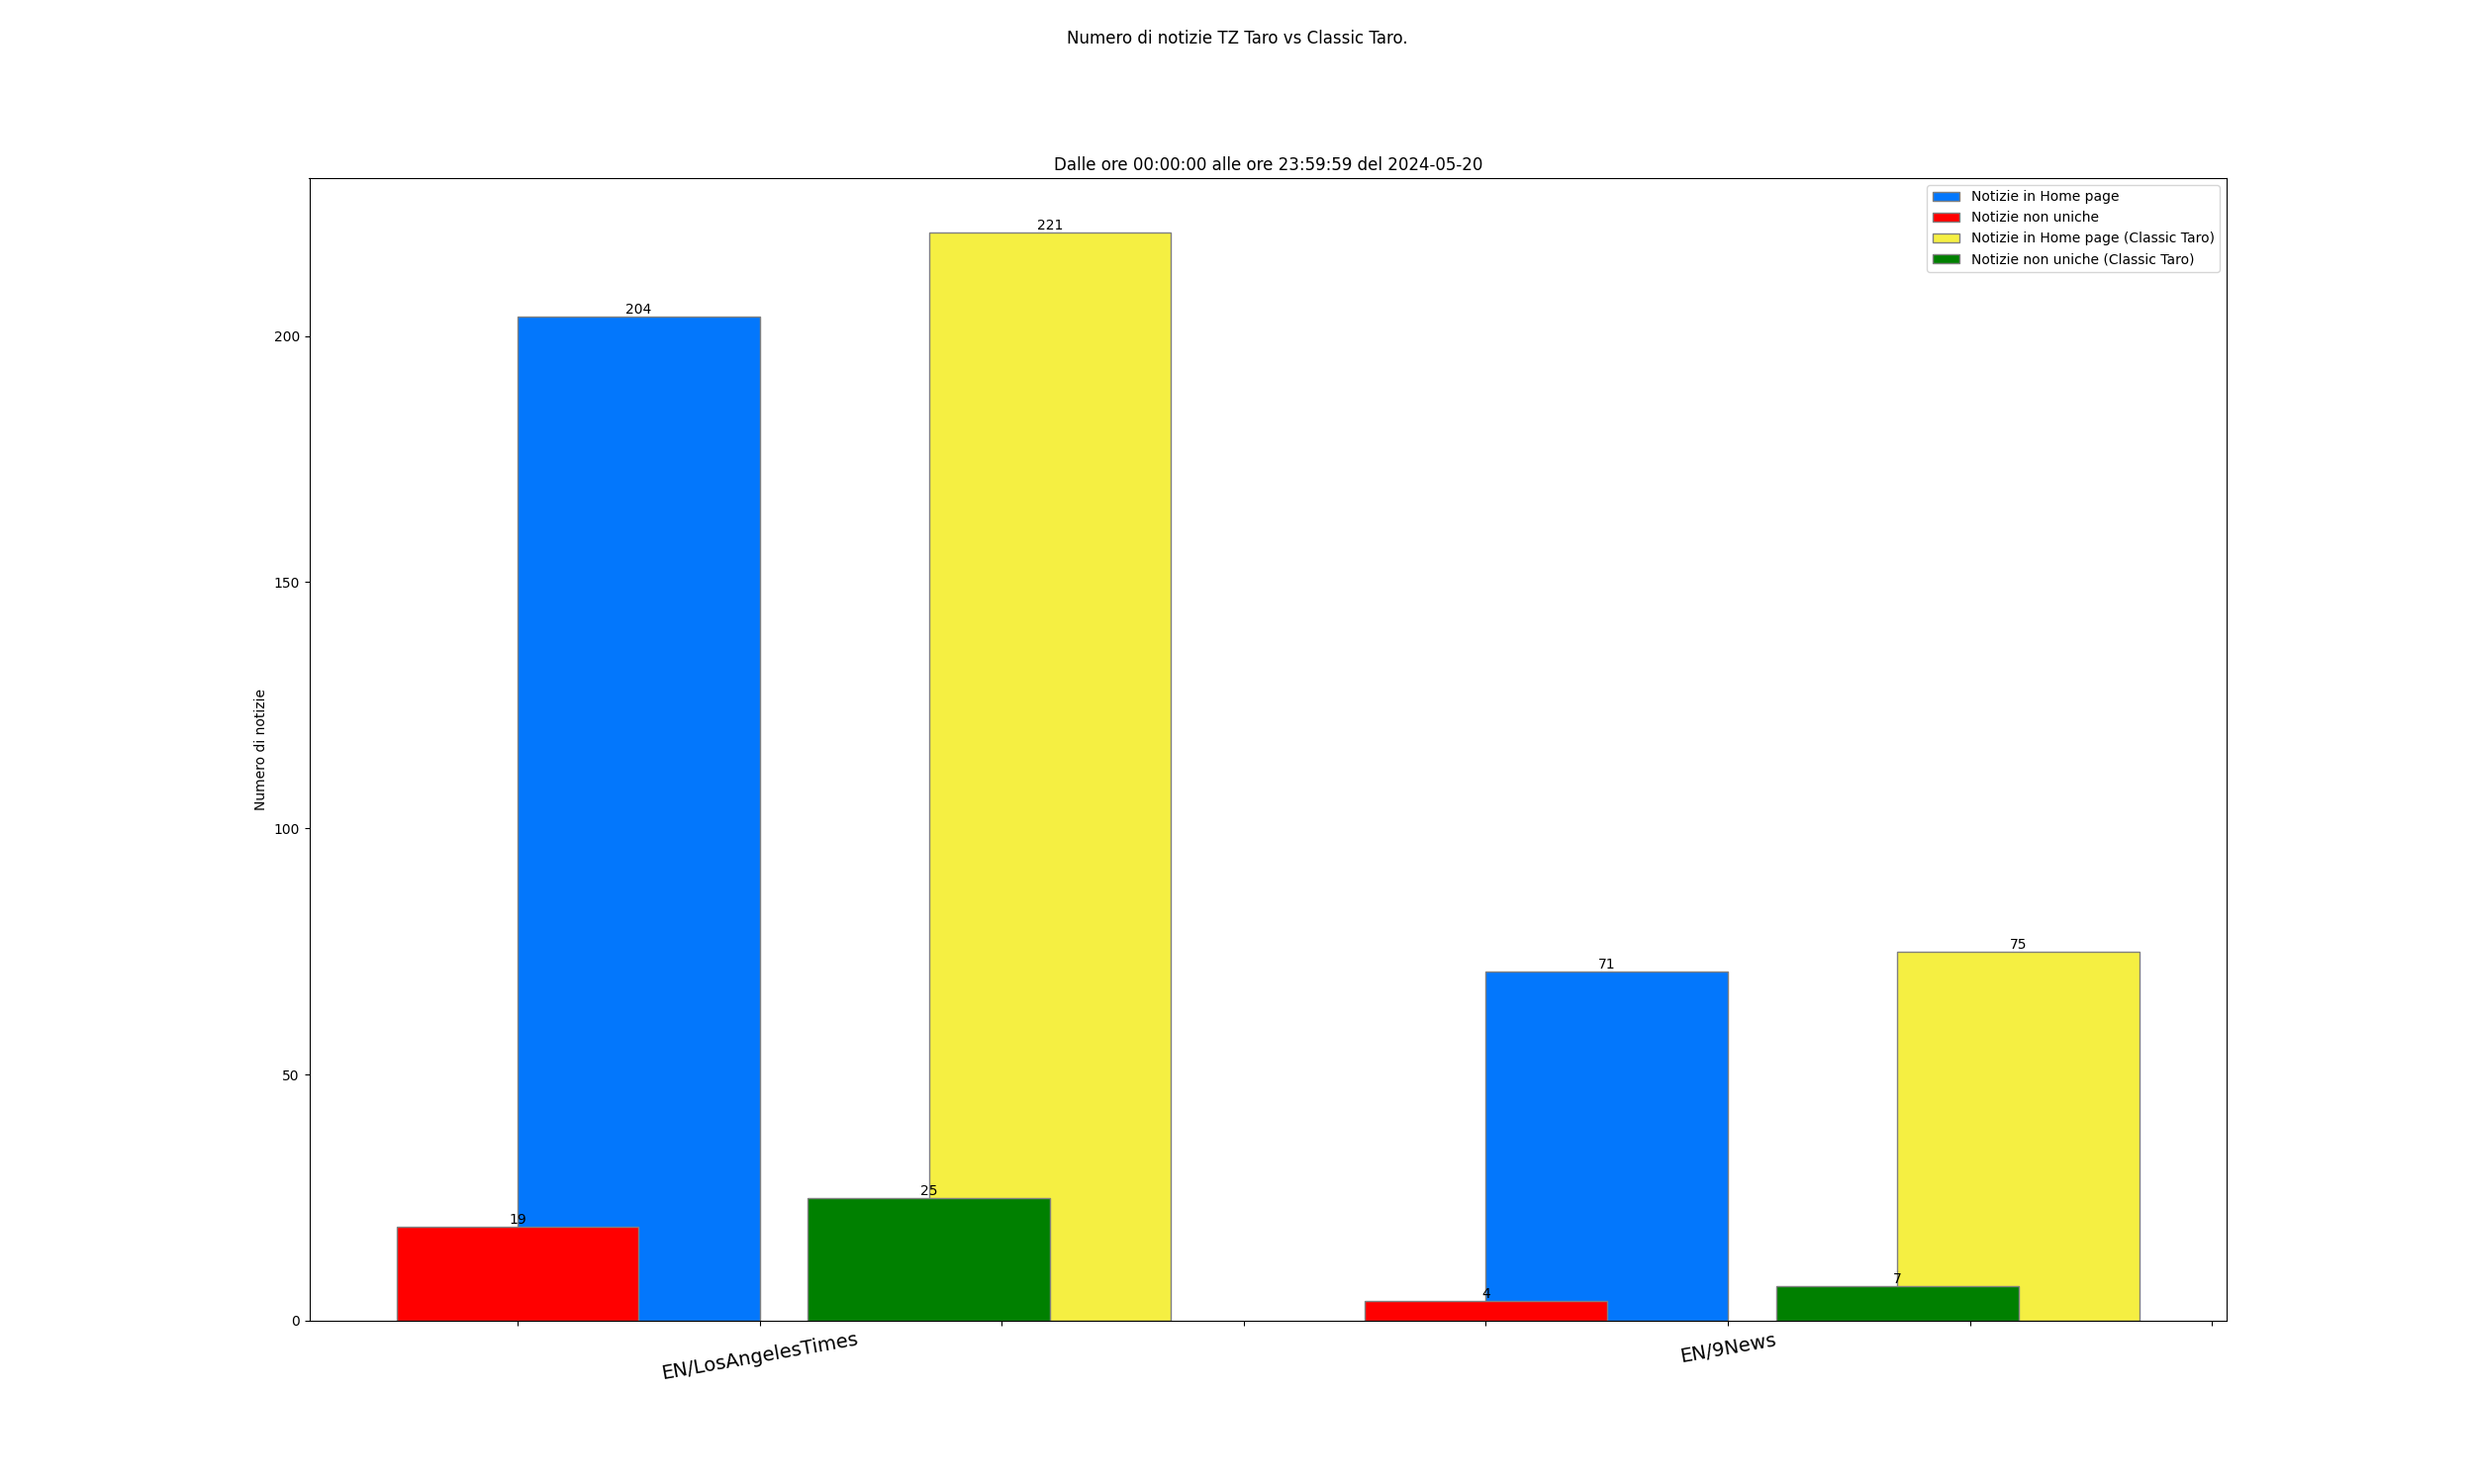 Numero di notizie TZ Taro vs Classic Taro.
Dalle ore 00:00:00 alle ore 23:59:59 del 2024-05-20
Notizie in Home page
Notizie non uniche
Notizie in Home page (Classic Taro)
Notizie non uniche (Classic Taro)
Numero di notizie
200
150
100
50
0
204
221
19
25
71
75
4
7
EN/LosAngelesTimes
EN/9News